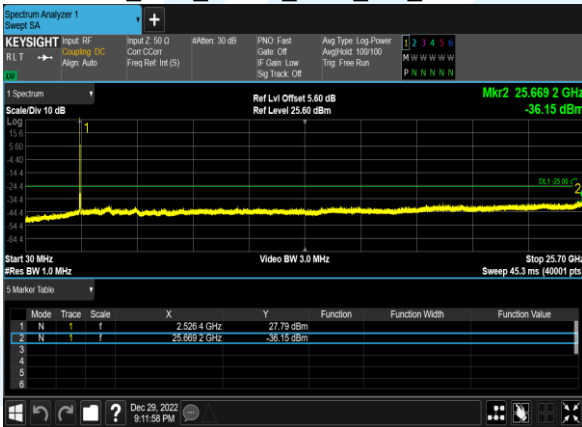 Spectrum Analyzer 1
Swept SA
+
KEYSIGHT Input: RF Input Z: 50 Ω #Atten: 30 dB PNO: Fast Avg Type: Log-Power 1 2 3 4 5 6
RLT Coupling: DC Corr CCorr Gate: Off Avg|Hold: 100/100 M W W W W W
Align: Auto Freq Ref: Int (S) IF Gain: Low Trig: Free Run
LU Sig Track: Off P N N N N N
1 Spectrum Ref Lvl Offset 5.60 dB Mkr2 25.669 2 GHz
Scale/Div 10 dB Ref Level 25.60 dBm -36.15 dBm
Log
15.6
5.60
-4.40
-14.4
-24.4
-34.4
-44.4
-54.4
-64.4
1
DL1 -25.00
2
Start 30 MHz Video BW 3.0 MHz Stop 25.70 GHz
#Res BW 1.0 MHz Sweep 45.3 ms (40001 pts)
5 Marker Table
Mode Trace Scale X Y Function Function Width Function Value
1 N 1 f 2.526 4 GHz 27.79 dBm
2 N 1 f 25.669 2 GHz -36.15 dBm
3
4
5
6
? Dec 29, 2022
9:11:58 PM